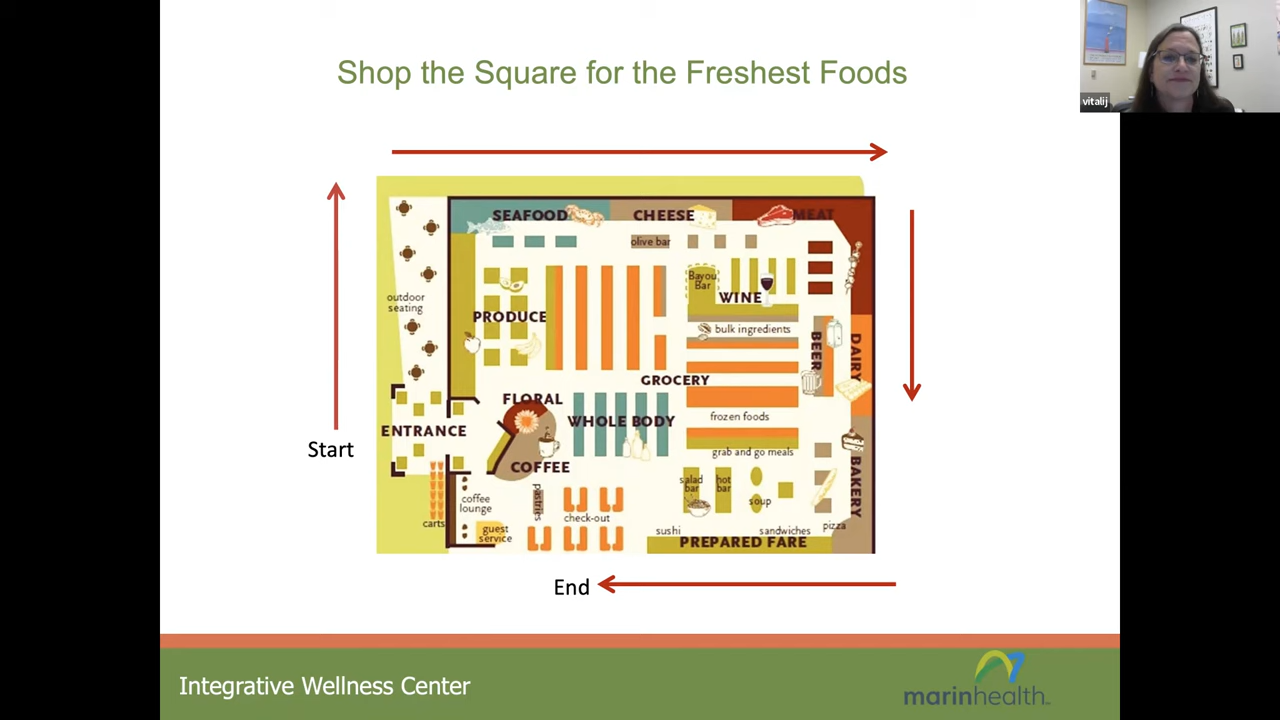 Shop the Square for the Freshest Foods
vitalij
SEAFOOD
CHEESE
MEAT
olive bar
Bayou
Bar
WINE
outdoor
seating
PRODUCE
bulk ingredients
BEER
DAIRY
GROCERY
FLORAL
WHOLE BODY
frozen foods
ENTRANCE
Start
grab and go meals
COFFEE
BAKERY
salad
bar
hot
bar
coffee
lounge
pastries
soup
carts
check-out
guest
service
sushi
sandwiches
pizza
PREPARED FARE
End
Integrative Wellness Center
marinhealth